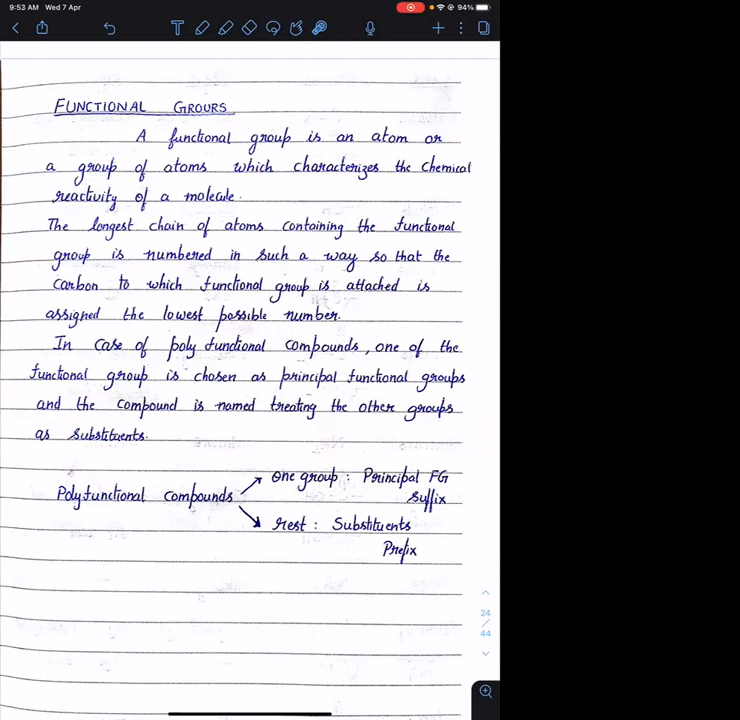 9:53 AM Wed 7 Apr
94%
FUNCTIONAL GROUPS
A functional group is an atom or
a group of atoms which characterizes the chemical
reactivity of a molecule.
The longest chain of atoms containing the functional
group is numbered in such a way so that the
carbon to which functional group is attached is
assigned the lowest possible number.
In case of poly functional compounds, one of the
functional group is chosen as principal functional groups
and the compound is named treating the other groups
as substituents.
One group : Principal FG
Suffix
Polyfunctional compounds
rest : Substituents
Prefix
24
/
44